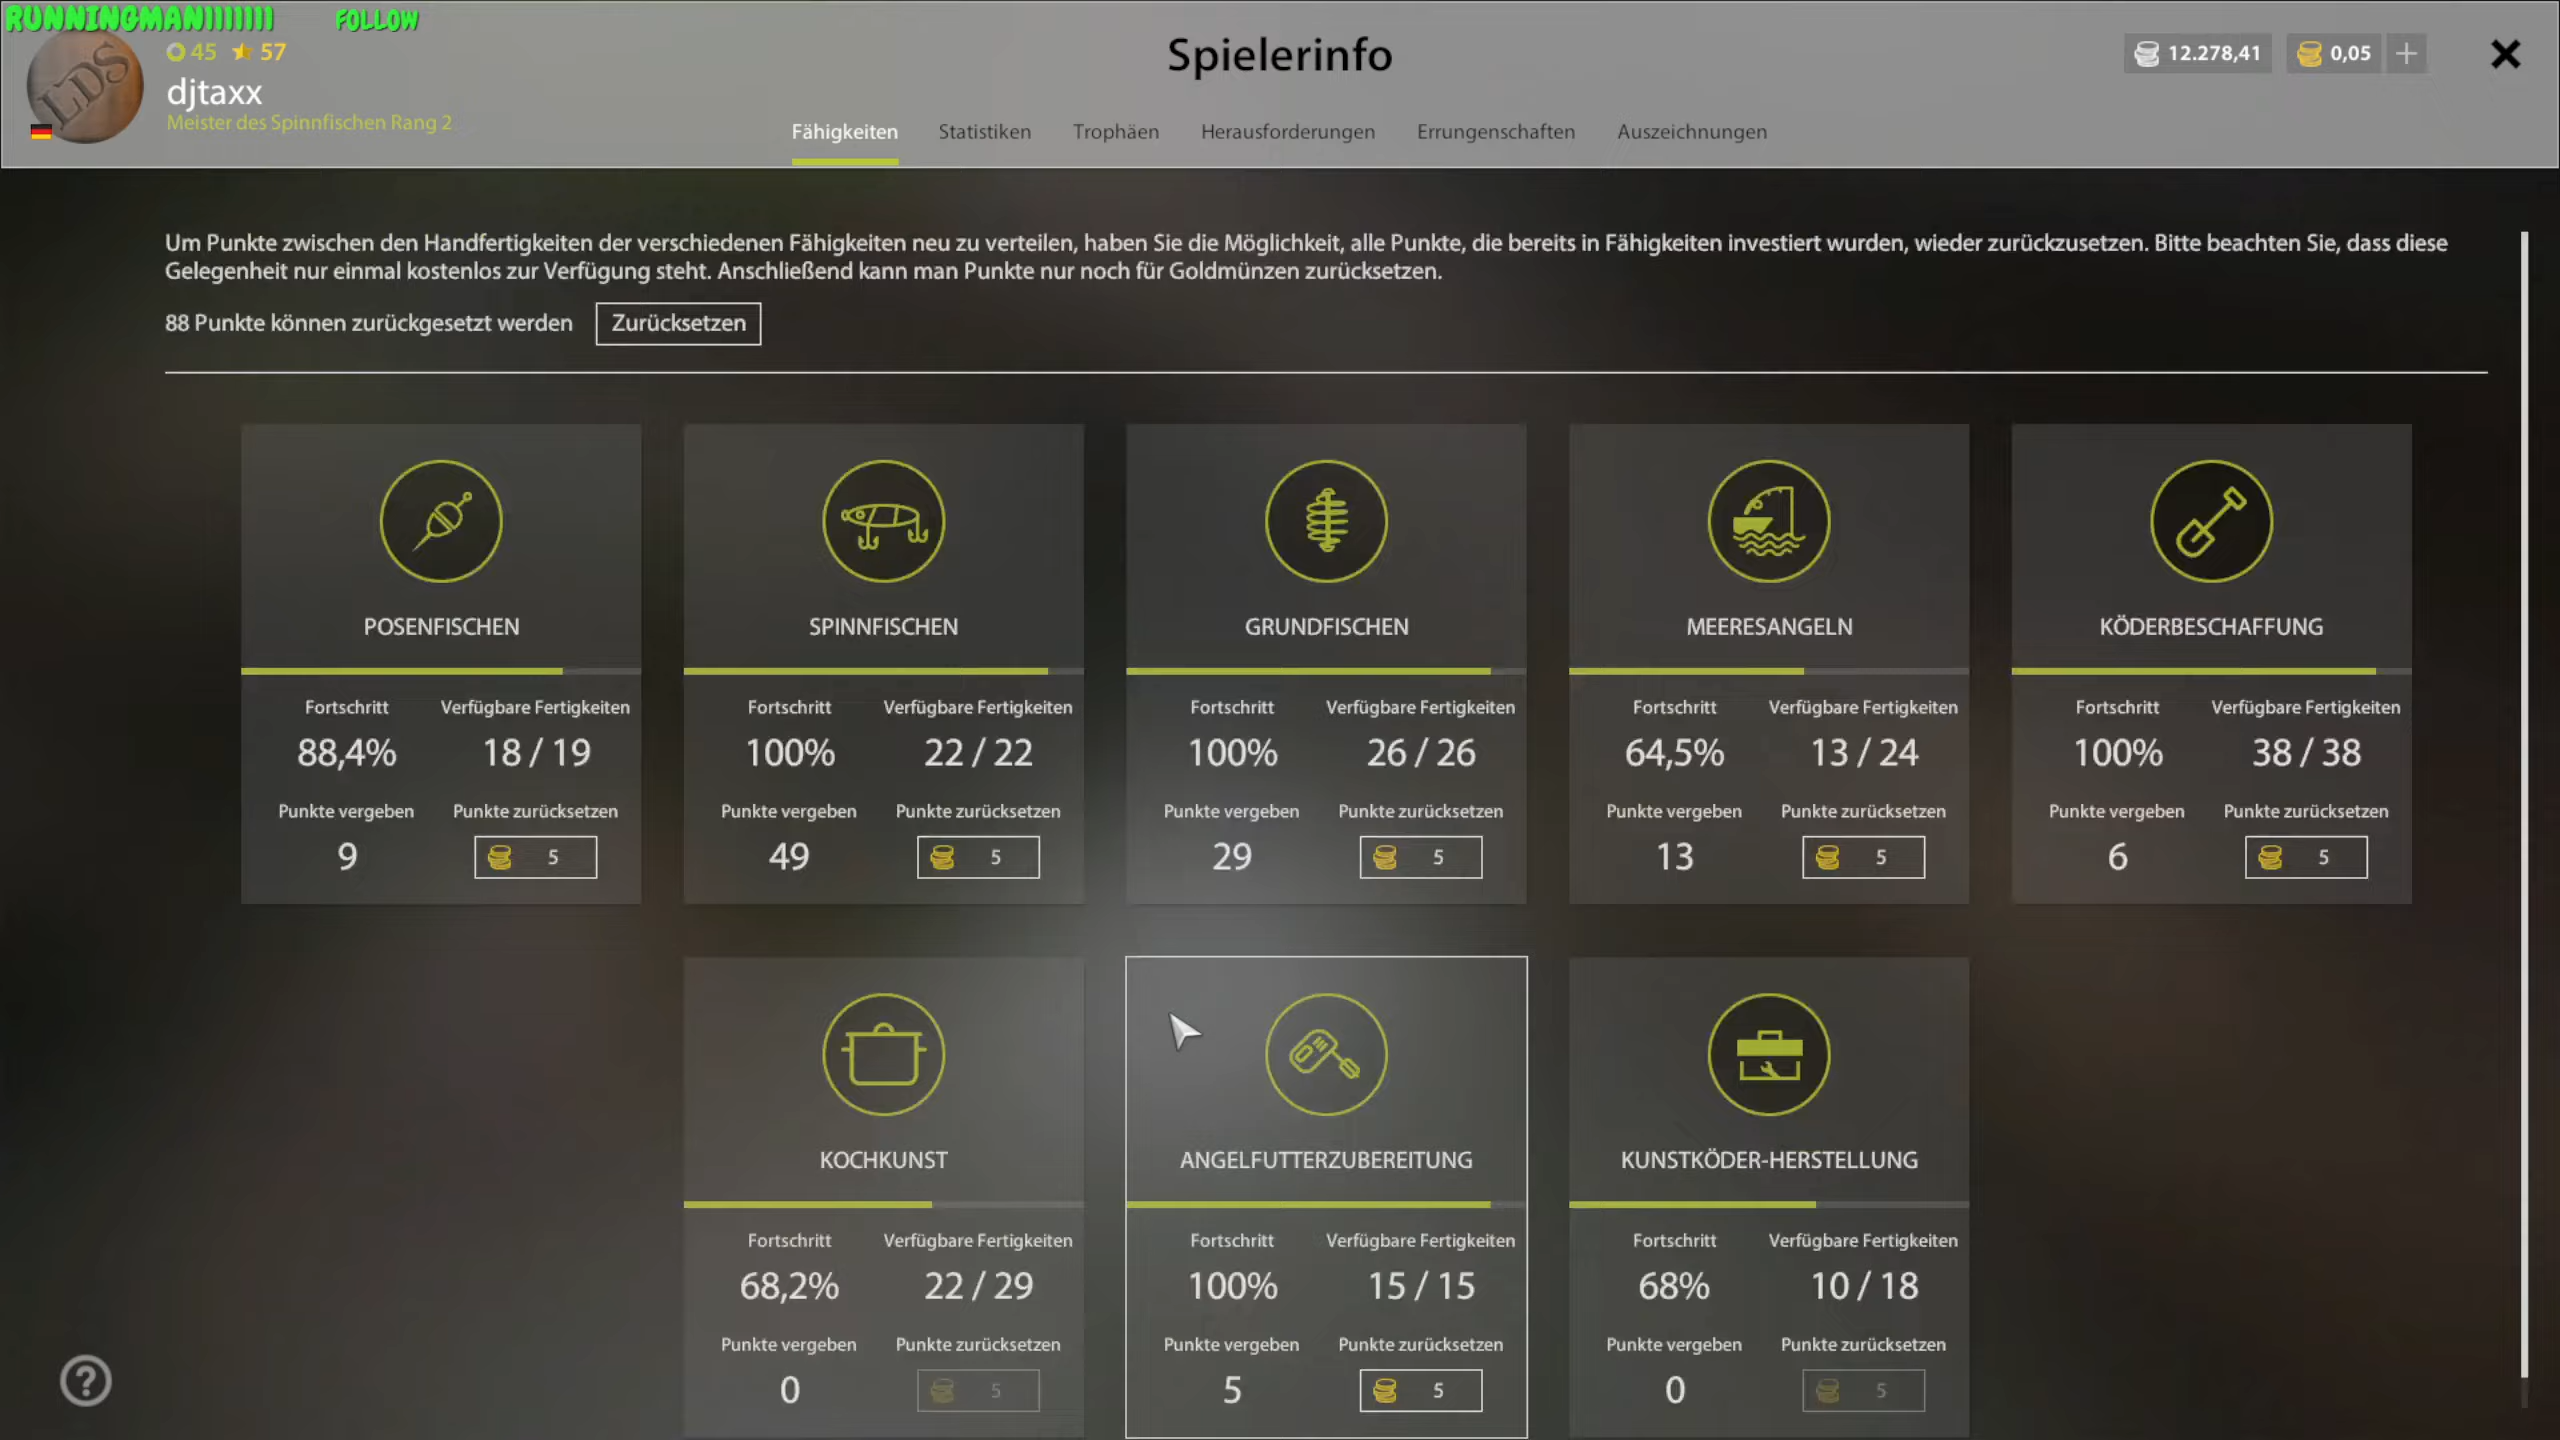 RUNNINGMAN1111111 FOLLOW
45 57
djtaxx
Meister des Spinnfischen Rang 2
LDS
Spielerinfo
12.278,41 0,05
Fähigkeiten Statistiken Trophäen Herausforderungen Errungenschaften Auszeichnungen
Um Punkte zwischen den Handfertigkeiten der verschiedenen Fähigkeiten neu zu verteilen, haben Sie die Möglichkeit, alle Punkte, die bereits in Fähigkeiten investiert wurden, wieder zurückzusetzen. Bitte beachten Sie, dass diese
Gelegenheit nur einmal kostenlos zur Verfügung steht. Anschließend kann man Punkte nur noch für Goldmünzen zurücksetzen.
88 Punkte können zurückgesetzt werden Zurücksetzen
POSENFISCHEN
Fortschritt Verfügbare Fertigkeiten
88,4% 18 / 19
Punkte vergeben Punkte zurücksetzen
9 5
SPINNFISCHEN
Fortschritt Verfügbare Fertigkeiten
100% 22 / 22
Punkte vergeben Punkte zurücksetzen
49 5
GRUNDFISCHEN
Fortschritt Verfügbare Fertigkeiten
100% 26 / 26
Punkte vergeben Punkte zurücksetzen
29 5
MEERESANGELN
Fortschritt Verfügbare Fertigkeiten
64,5% 13 / 24
Punkte vergeben Punkte zurücksetzen
13 5
KÖDERBESCHAFFUNG
Fortschritt Verfügbare Fertigkeiten
100% 38 / 38
Punkte vergeben Punkte zurücksetzen
6 5
KOCHKUNST
Fortschritt Verfügbare Fertigkeiten
68,2% 22 / 29
Punkte vergeben Punkte zurücksetzen
0 5
ANGELFUTTERZUBEREITUNG
Fortschritt Verfügbare Fertigkeiten
100% 15 / 15
Punkte vergeben Punkte zurücksetzen
5 5
KUNSTKÖDER-HERSTELLUNG
Fortschritt Verfügbare Fertigkeiten
68% 10 / 18
Punkte vergeben Punkte zurücksetzen
0 5